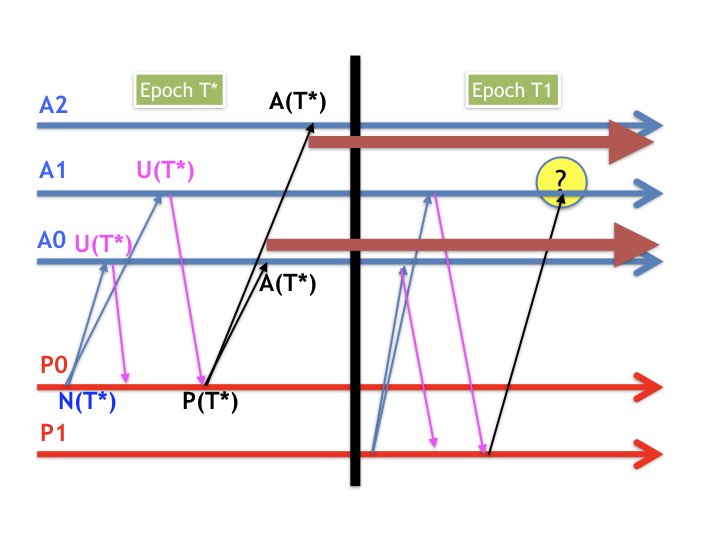 Epoch T*
Epoch T1
A2
A(T*)
A1
U(T*)
?
A0
U(T*)
A(T*)
P0
N(T*)
P(T*)
P1